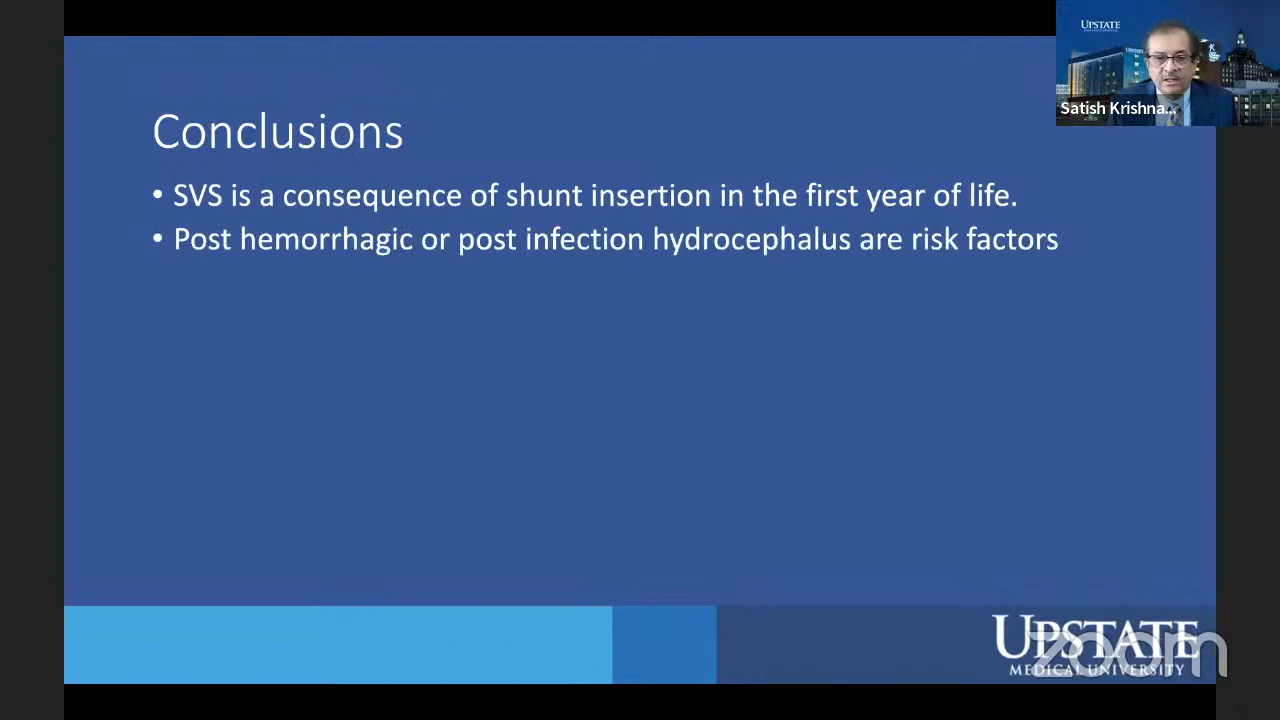 UPSTATE
Satish Krishna...
Conclusions
• SVS is a consequence of shunt insertion in the first year of life.
• Post hemorrhagic or post infection hydrocephalus are risk factors
UPSTATE
MEDICAL UNIVERSITY
zoom